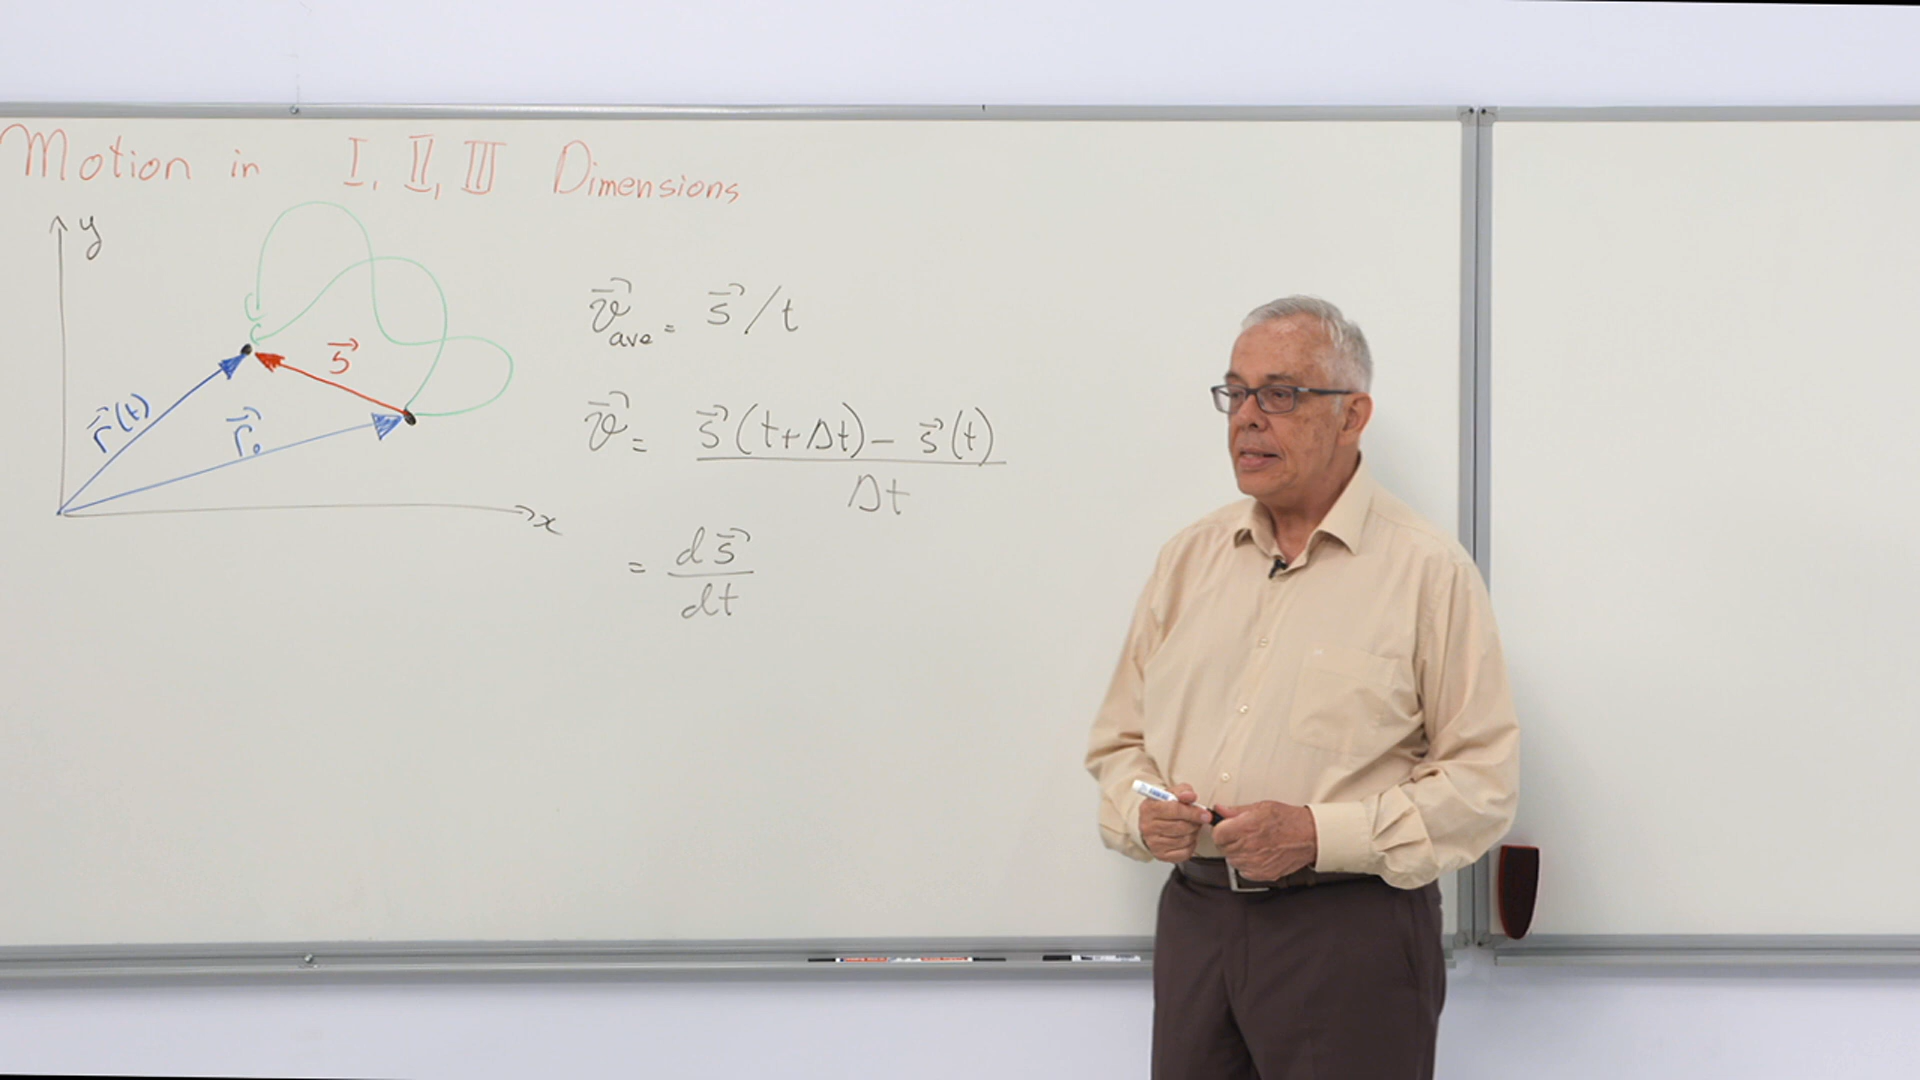 Motion in I, II, III Dimensions
y
s⃗
r⃗(t)
r⃗₀
x
v⃗ave = s⃗/t
v⃗ = s⃗(t+Δt) – s⃗(t)
Δt
= ds⃗
dt